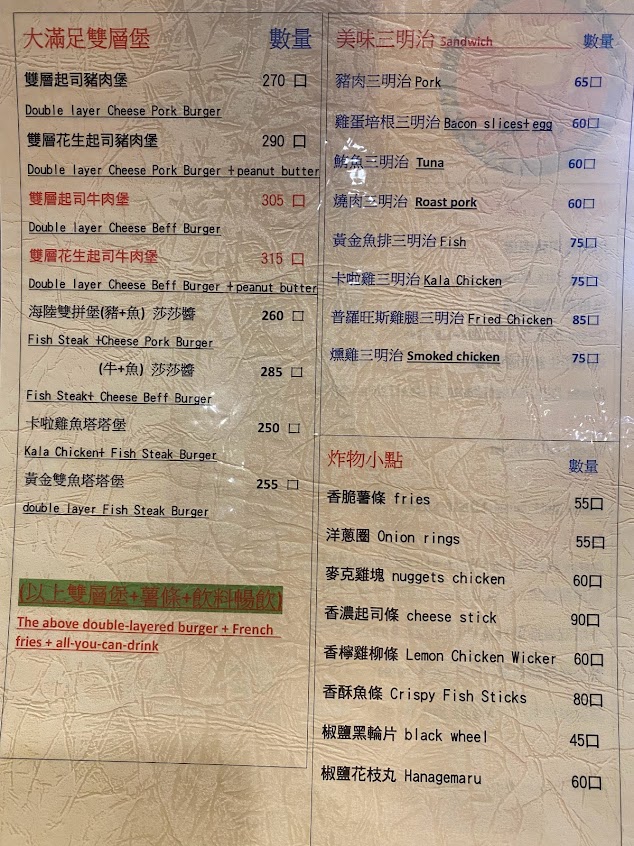 大滿足雙層堡 數量
雙層起司豬肉堡 270 口
Double layer Cheese Pork Burger
雙層花生起司豬肉堡 290 口
Double layer Cheese Pork Burger +peanut butter
雙層起司牛肉堡 305 口
Double layer Cheese Beff Burger
雙層花生起司牛肉堡 315 口
Double layer Cheese Beff Burger +peanut butter
海陸雙拼堡(豬+魚) 莎莎醬 260 口
Fish Steak +Cheese Pork Burger
(牛+魚) 莎莎醬 285 口
Fish Steak+ Cheese Beff Burger
卡啦雞魚塔塔堡 250 口
Kala Chicken+ Fish Steak Burger
黃金雙魚塔塔堡 255 口
double layer Fish Steak Burger
(以上雙層堡+薯條+飲料暢飲)
The above double-layered burger + French
fries + all-you-can-drink
美味三明治 Sandwich 數量
豬肉三明治 Pork 65口
雞蛋培根三明治 Bacon slices+egg 60口
鮪魚三明治 Tuna 60口
燒肉三明治 Roast pork 60口
黃金魚排三明治 Fish 75口
卡啦雞三明治 Kala Chicken 75口
普羅旺斯雞腿三明治 Fried Chicken 85口
燻雞三明治 Smoked chicken 75口
炸物小點 數量
香脆薯條 fries 55口
洋蔥圈 Onion rings 55口
麥克雞塊 nuggets chicken 60口
香濃起司條 cheese stick 90口
香檸雞柳條 Lemon Chicken Wicker 60口
香酥魚條 Crispy Fish Sticks 80口
椒鹽黑輪片 black wheel 45口
椒鹽花枝丸 Hanagemaru 60口